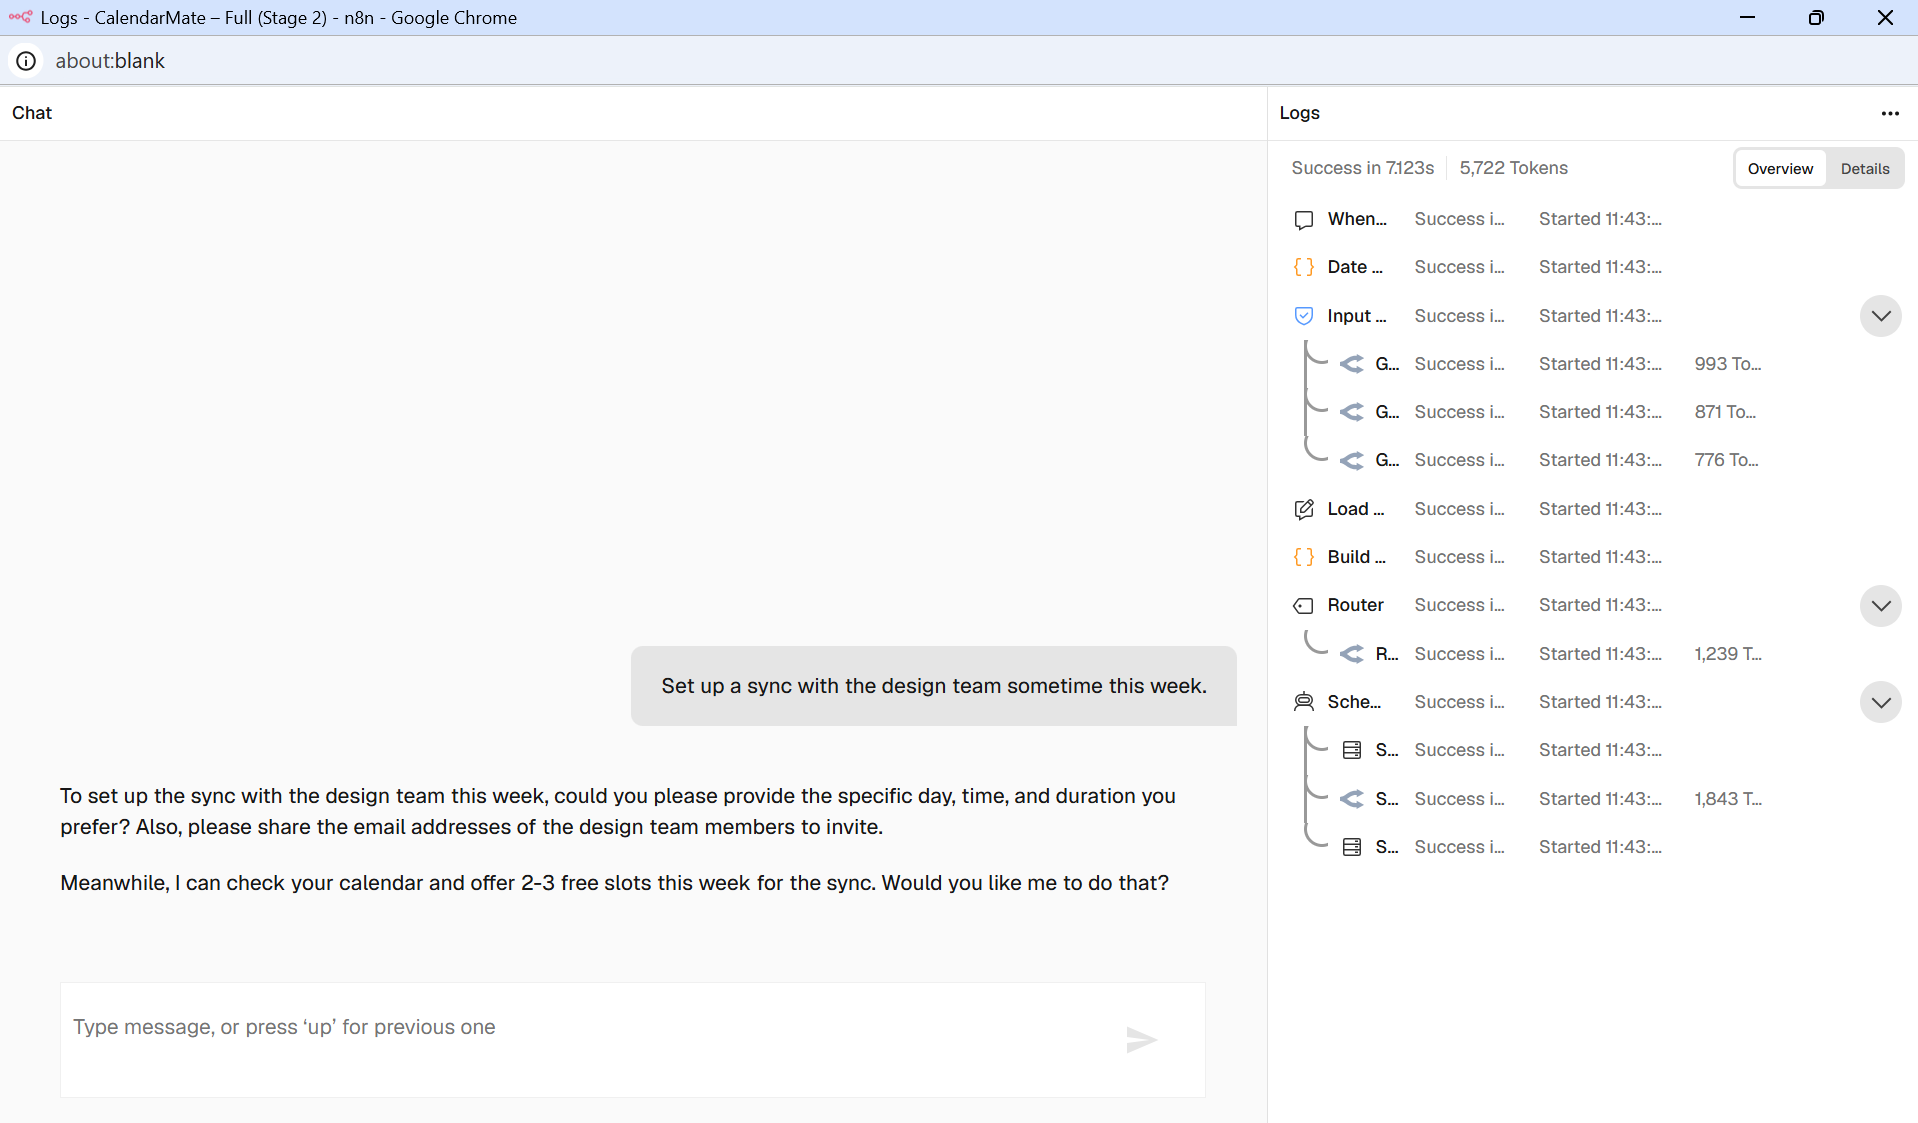 Logs - CalendarMate – Full (Stage 2) - n8n - Google Chrome
about:blank
Chat
Set up a sync with the design team sometime this week.
To set up the sync with the design team this week, could you please provide the specific day, time, and duration you
prefer? Also, please share the email addresses of the design team members to invite.
Meanwhile, I can check your calendar and offer 2-3 free slots this week for the sync. Would you like me to do that?
Type message, or press ‘up’ for previous one
Logs
Success in 7.123s 5,722 Tokens Overview Details
When... Success i... Started 11:43:...
Date ... Success i... Started 11:43:...
Input ... Success i... Started 11:43:...
G... Success i... Started 11:43:... 993 To...
G... Success i... Started 11:43:... 871 To...
G... Success i... Started 11:43:... 776 To...
Load ... Success i... Started 11:43:...
Build ... Success i... Started 11:43:...
Router Success i... Started 11:43:...
R... Success i... Started 11:43:... 1,239 T...
Sche... Success i... Started 11:43:...
S... Success i... Started 11:43:...
S... Success i... Started 11:43:... 1,843 T...
S... Success i... Started 11:43:...